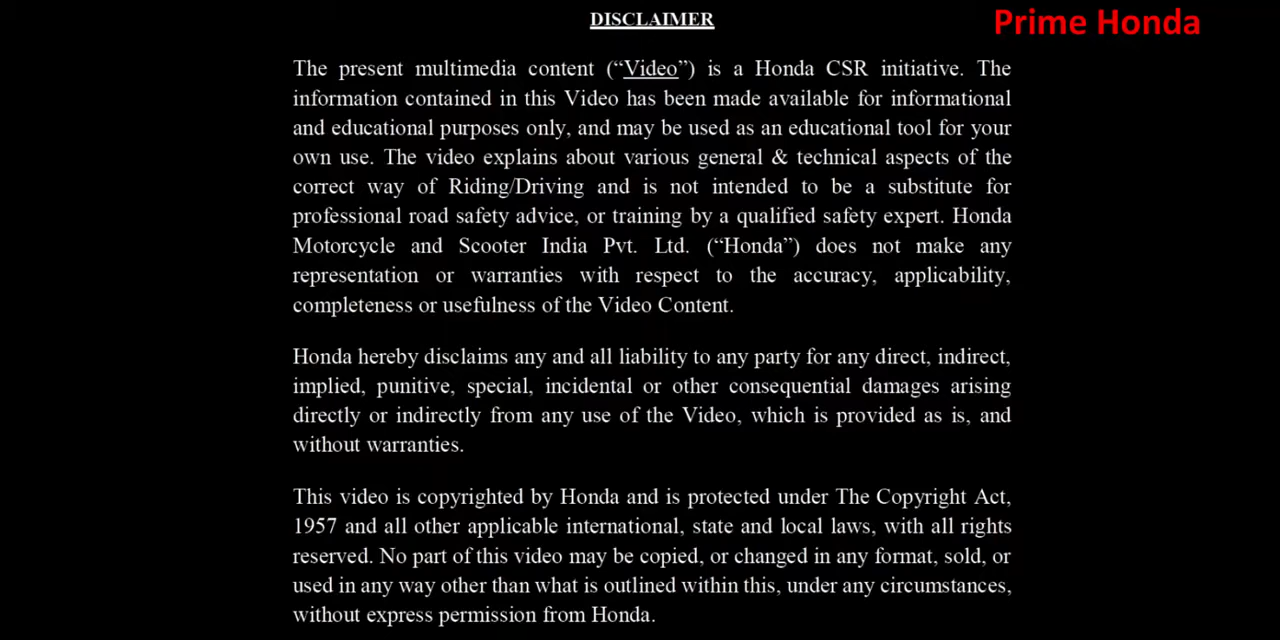 DISCLAIMER
Prime Honda
The present multimedia content (“Video”) is a Honda CSR initiative. The
information contained in this Video has been made available for informational
and educational purposes only, and may be used as an educational tool for your
own use. The video explains about various general & technical aspects of the
correct way of Riding/Driving and is not intended to be a substitute for
professional road safety advice, or training by a qualified safety expert. Honda
Motorcycle and Scooter India Pvt. Ltd. (“Honda”) does not make any
representation or warranties with respect to the accuracy, applicability,
completeness or usefulness of the Video Content.
Honda hereby disclaims any and all liability to any party for any direct, indirect,
implied, punitive, special, incidental or other consequential damages arising
directly or indirectly from any use of the Video, which is provided as is, and
without warranties.
This video is copyrighted by Honda and is protected under The Copyright Act,
1957 and all other applicable international, state and local laws, with all rights
reserved. No part of this video may be copied, or changed in any format, sold, or
used in any way other than what is outlined within this, under any circumstances,
without express permission from Honda.